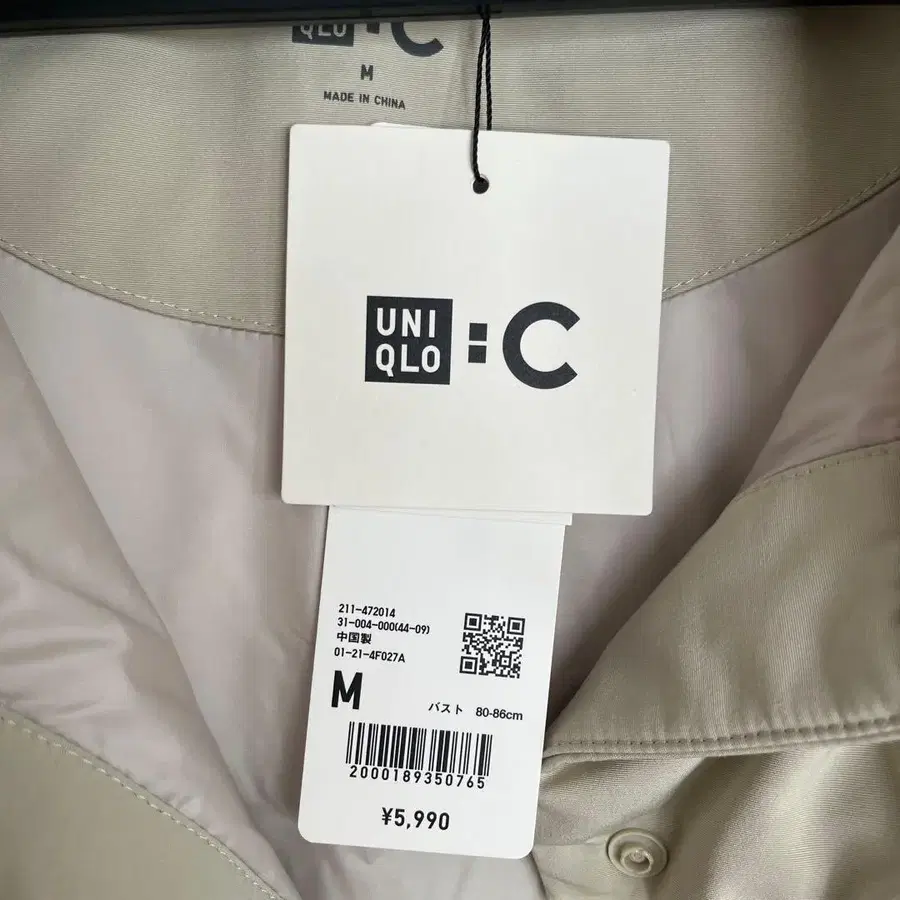 QLO : C
M
MADE IN CHINA
UNI
QLO : C
211-472014
31-004-000(44-09)
中国製
01-21-4F027A
M バスト 80-86cm
2000189350765
¥5,990